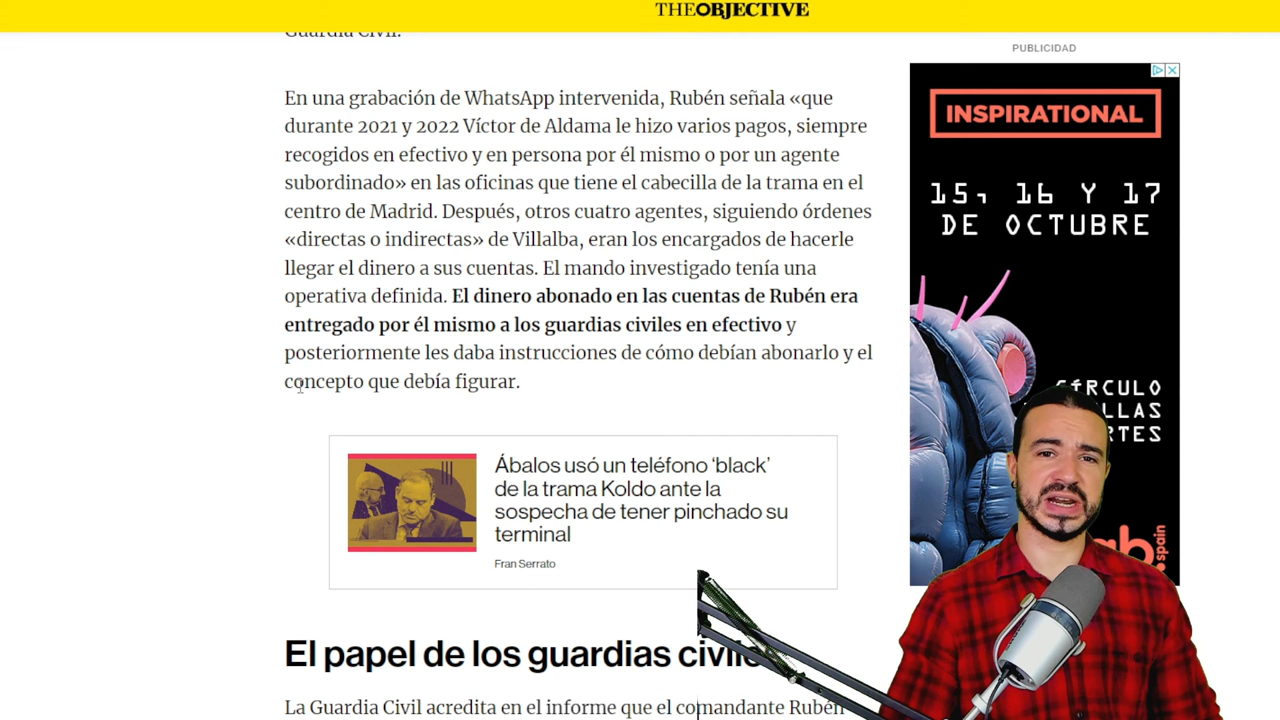 THEOBJECTIVE
Guardia Civil.
PUBLICIDAD
En una grabación de WhatsApp intervenida, Rubén señala «que
durante 2021 y 2022 Víctor de Aldama le hizo varios pagos, siempre
recogidos en efectivo y en persona por él mismo o por un agente
subordinado» en las oficinas que tiene el cabecilla de la trama en el
centro de Madrid. Después, otros cuatro agentes, siguiendo órdenes
«directas o indirectas» de Villalba, eran los encargados de hacerle
llegar el dinero a sus cuentas. El mando investigado tenía una
operativa definida. El dinero abonado en las cuentas de Rubén era
entregado por él mismo a los guardias civiles en efectivo y
posteriormente les daba instrucciones de cómo debían abonarlo y el
concepto que debía figurar.
Ábalos usó un teléfono ‘black’
de la trama Koldo ante la
sospecha de tener pinchado su
terminal
Fran Serrato
El papel de los guardias civile
La Guardia Civil acredita en el informe que el comandante Rubén
INSPIRATIONAL
15, 16 Y 17
DE OCTUBRE
CÍRCULO
LLAS
RTES
ab.
spain